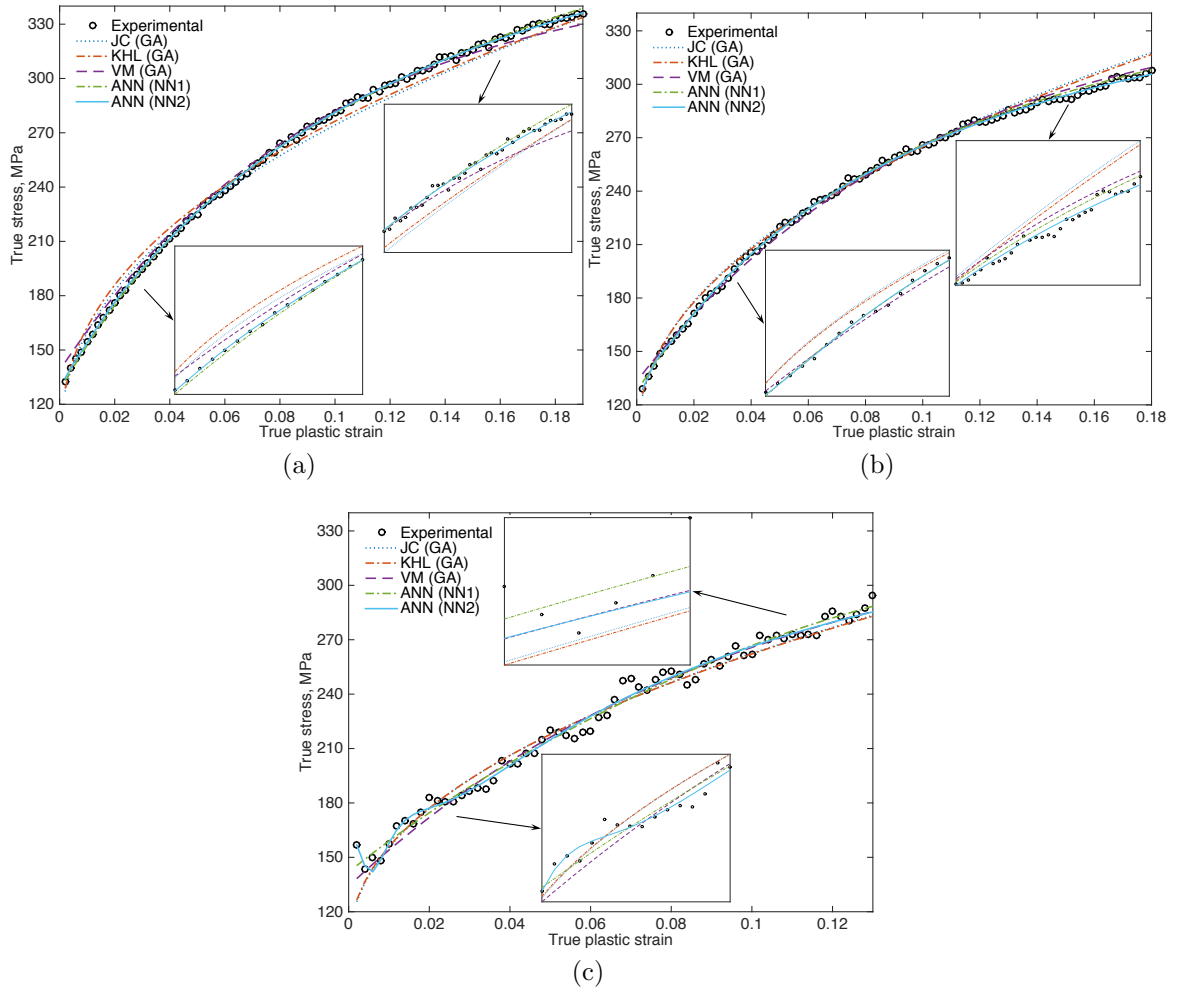 330
300
270
240
210
180
150
120
True stress, MPa
Experimental
JC (GA)
KHL (GA)
VM (GA)
ANN (NN1)
ANN (NN2)
0
0.02
0.04
0.06
0.08
0.1
0.12
0.14
0.16
0.18
True plastic strain
(a)
330
300
270
240
210
180
150
120
True stress, MPa
Experimental
JC (GA)
KHL (GA)
VM (GA)
ANN (NN1)
ANN (NN2)
0
0.02
0.04
0.06
0.08
0.1
0.12
0.14
0.16
0.18
True plastic strain
(b)
330
300
270
240
210
180
150
120
True stress, MPa
Experimental
JC (GA)
KHL (GA)
VM (GA)
ANN (NN1)
ANN (NN2)
0
0.02
0.04
0.06
0.08
0.1
0.12
True plastic strain
(c)